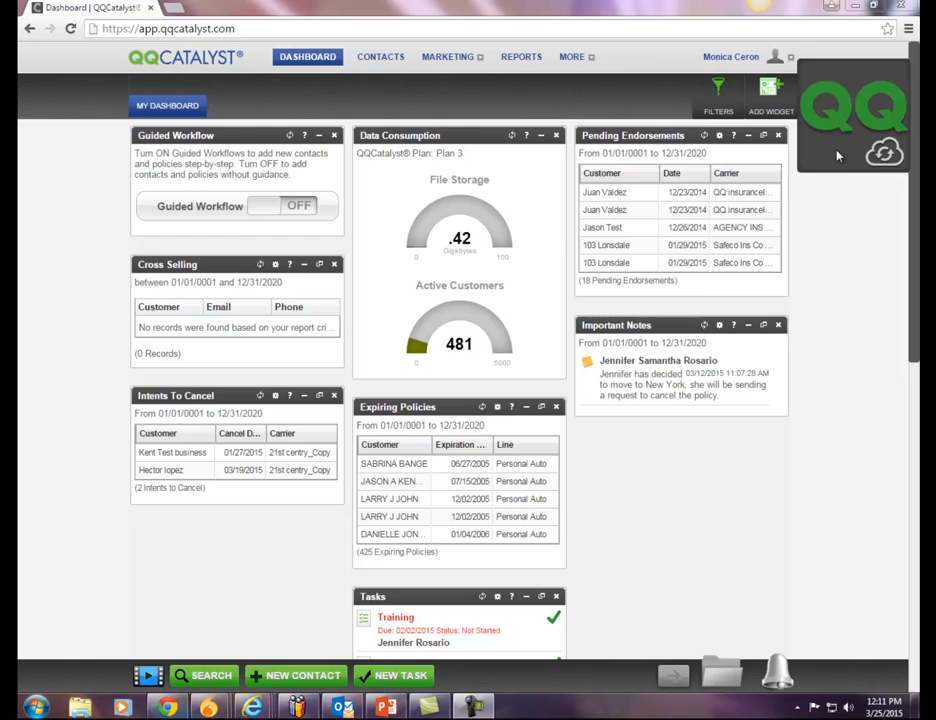 Dashboard | QQCatalyst®
https://app.qqcatalyst.com
QQCATALYST®
DASHBOARD
CONTACTS
MARKETING
REPORTS
MORE
Monica Ceron
MY DASHBOARD
FILTERS
ADD WIDGET
QQ
Guided Workflow
Turn ON Guided Workflows to add new contacts
and policies step-by-step. Turn OFF to add
contacts and policies without guidance.
Guided Workflow OFF
Cross Selling
between 01/01/0001 and 12/31/2020
Customer Email Phone
No records were found based on your report cri...
(0 Records)
Intents To Cancel
From 01/01/0001 to 12/31/2020
Customer Cancel D... Carrier
Kent Test business 01/27/2015 21st centry_Copy
Hector lopez 03/19/2015 21st centry_Copy
(2 Intents to Cancel)
Data Consumption
QQCatalyst® Plan: Plan 3
File Storage
.42
Gigabytes
0 100
Active Customers
481
0 5000
Expiring Policies
From 01/01/0001 to 12/31/2020
Customer Expiration ... Line
SABRINA BANGE 06/27/2005 Personal Auto
JASON A KEN... 07/15/2005 Personal Auto
LARRY J JOHN 12/02/2005 Personal Auto
LARRY J JOHN 12/02/2005 Personal Auto
DANIELLE JON... 01/04/2006 Personal Auto
(425 Expiring Policies)
Tasks
Training
Due: 02/02/2015 Status: Not Started
Jennifer Rosario
Pending Endorsements
From 01/01/0001 to 12/31/2020
Customer Date Carrier
Juan Valdez 12/23/2014 QQ insurancel...
Juan Valdez 12/23/2014 QQ insurancel...
Jason Test 12/26/2014 AGENCY INS ...
103 Lonsdale 01/29/2015 Safeco Ins Co ...
103 Lonsdale 01/29/2015 Safeco Ins Co ...
(18 Pending Endorsements)
Important Notes
From 01/01/0001 to 12/31/2020
Jennifer Samantha Rosario
Jennifer has decided 03/12/2015 11:07:28 AM
to move to New York, she will be sending
a request to cancel the policy.
SEARCH
NEW CONTACT
NEW TASK
12:11 PM
3/25/2015